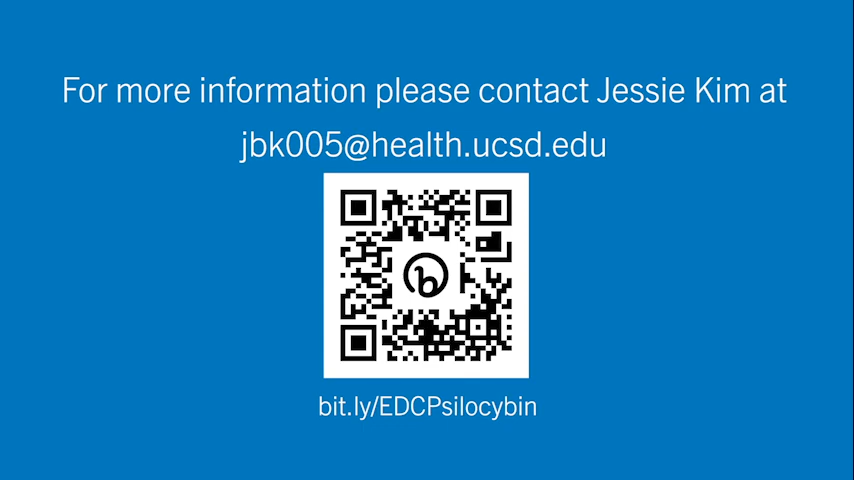 For more information please contact Jessie Kim at
jbk005@health.ucsd.edu
b
bit.ly/EDCPsilocybin